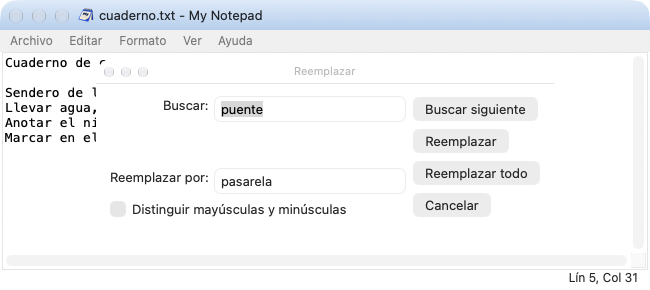 cuaderno.txt - My Notepad
Archivo Editar Formato Ver Ayuda
Cuaderno de
Reemplazar
Sendero de
Llevar agua,
Anotar el
Marcar en el
Buscar: puente
Buscar siguiente
Reemplazar
Reemplazar por: pasarela
Reemplazar todo
Distinguir mayúsculas y minúsculas
Cancelar
Lín 5, Col 31